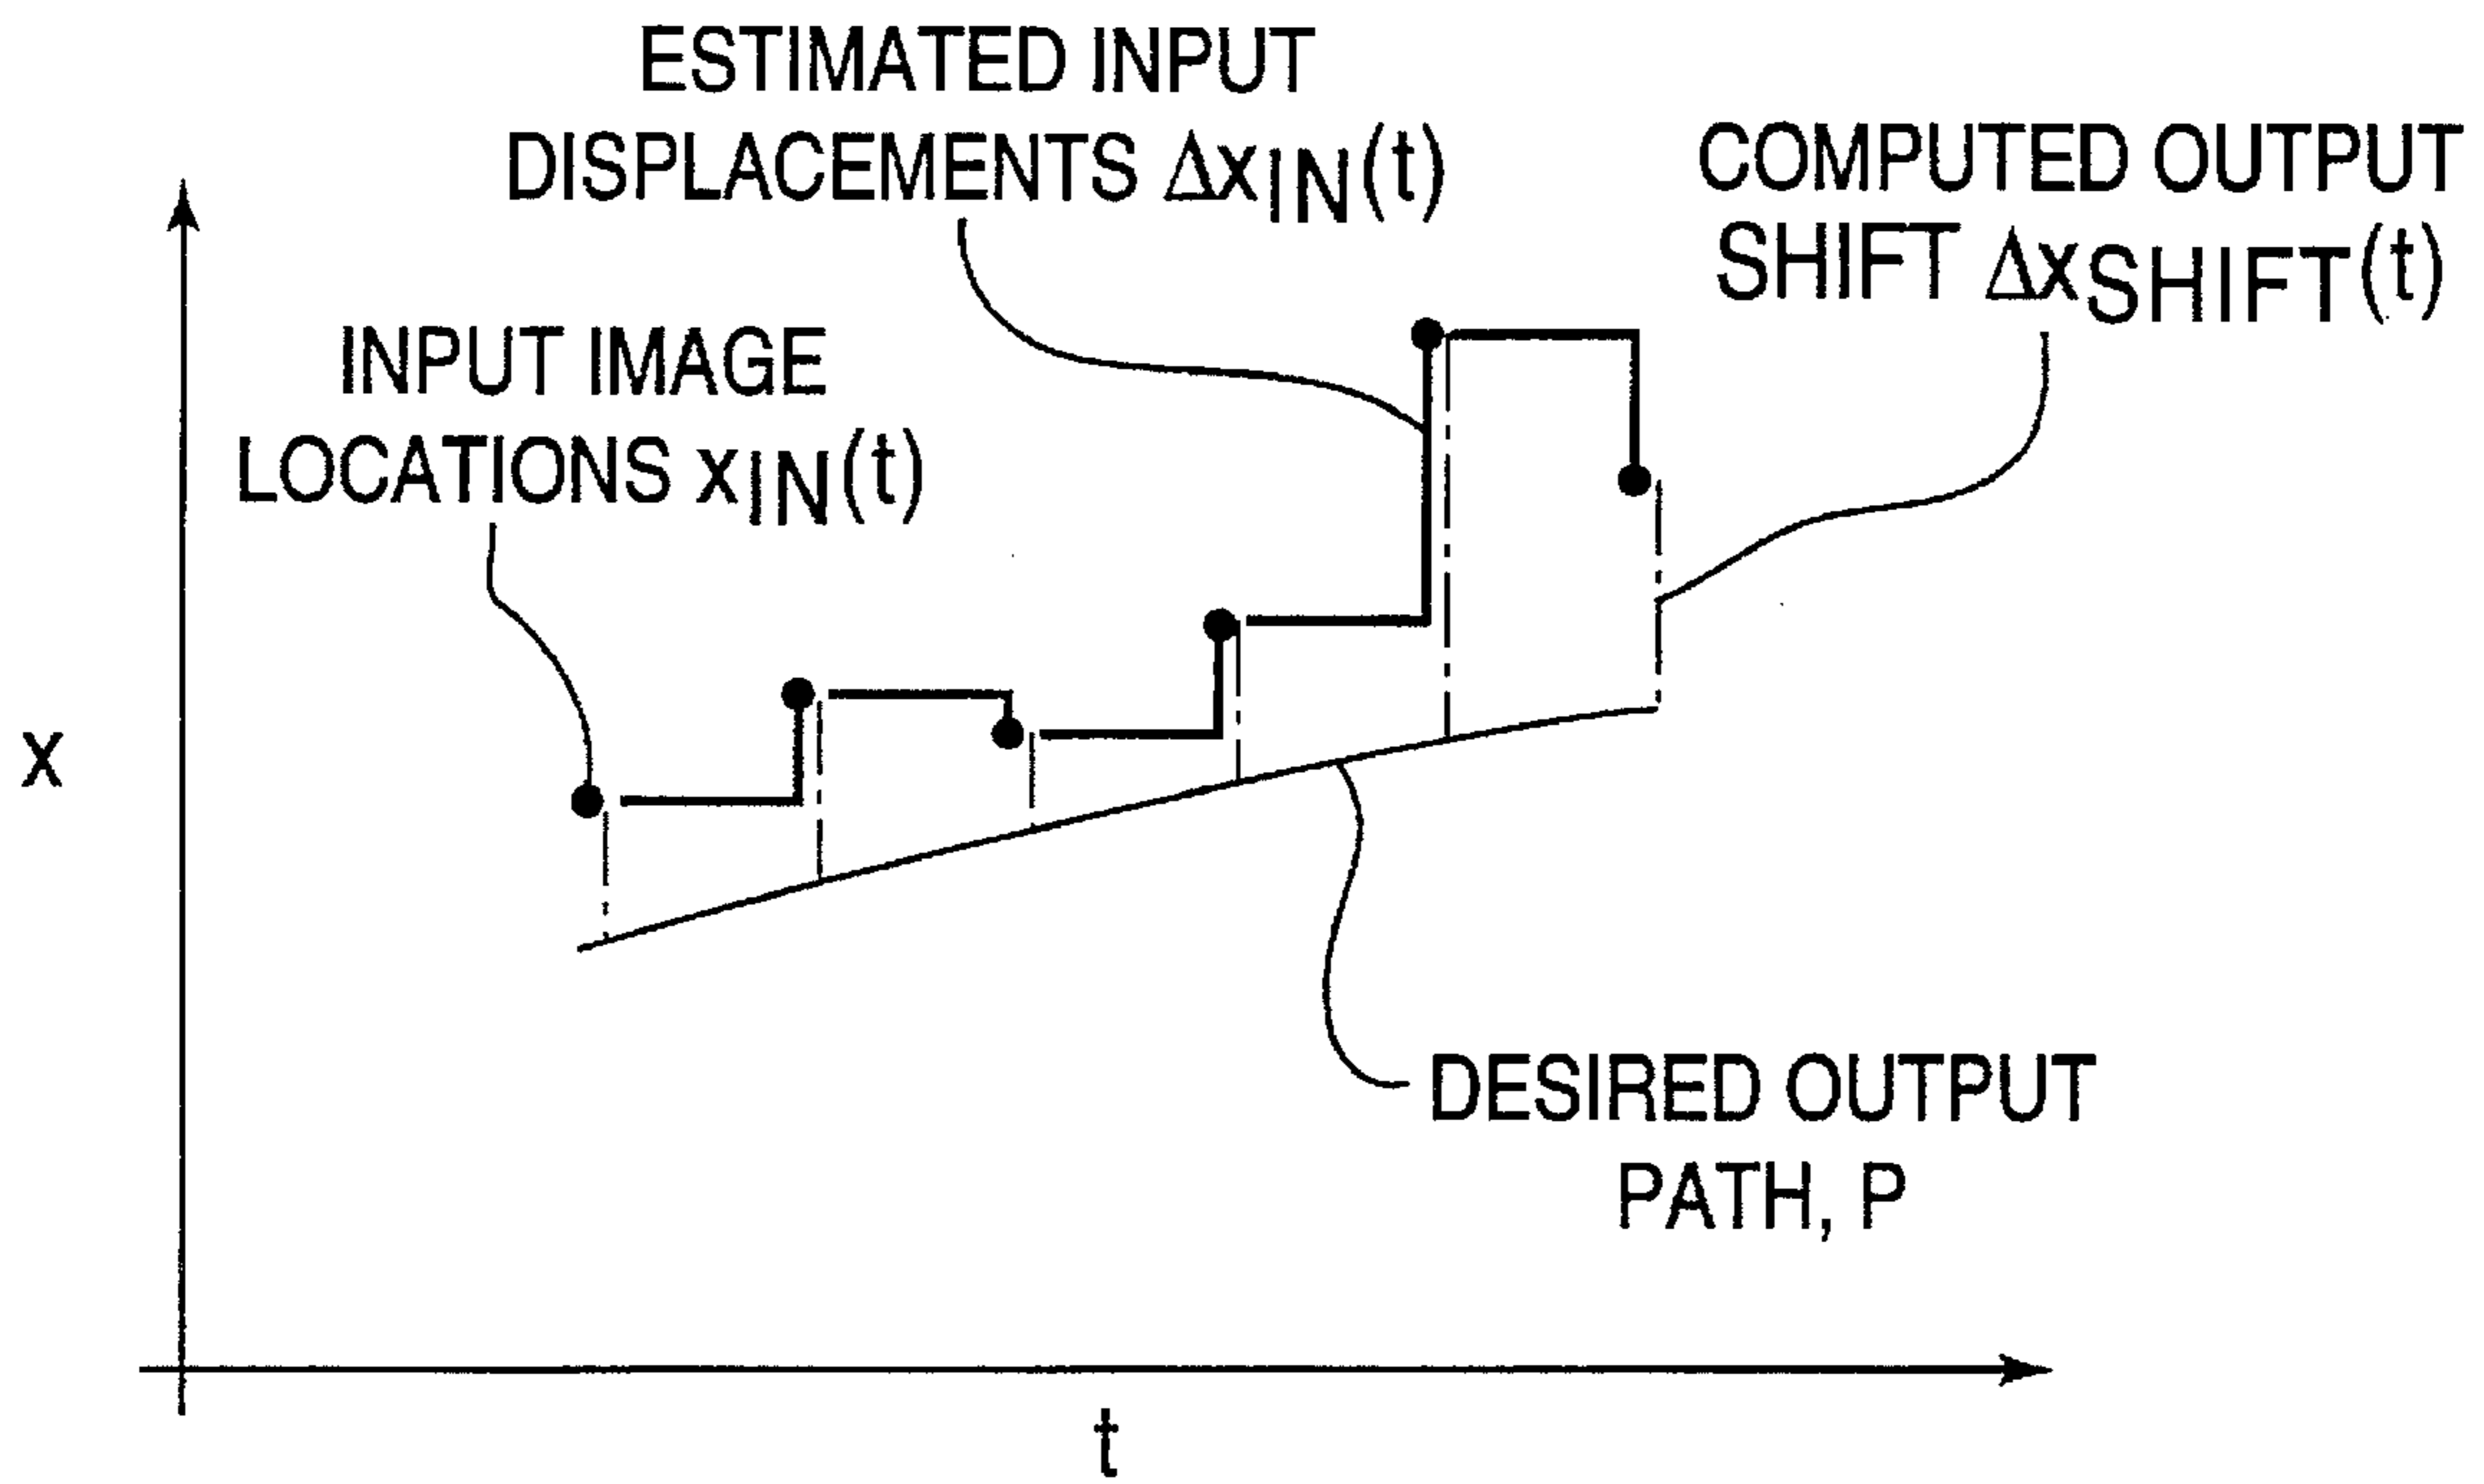 ESTIMATED INPUT
DISPLACEMENTS ΔxIN(t)
COMPUTED OUTPUT
SHIFT ΔxSHIFT(t)
INPUT IMAGE
LOCATIONS xIN(t)
x
DESIRED OUTPUT
PATH, P
t